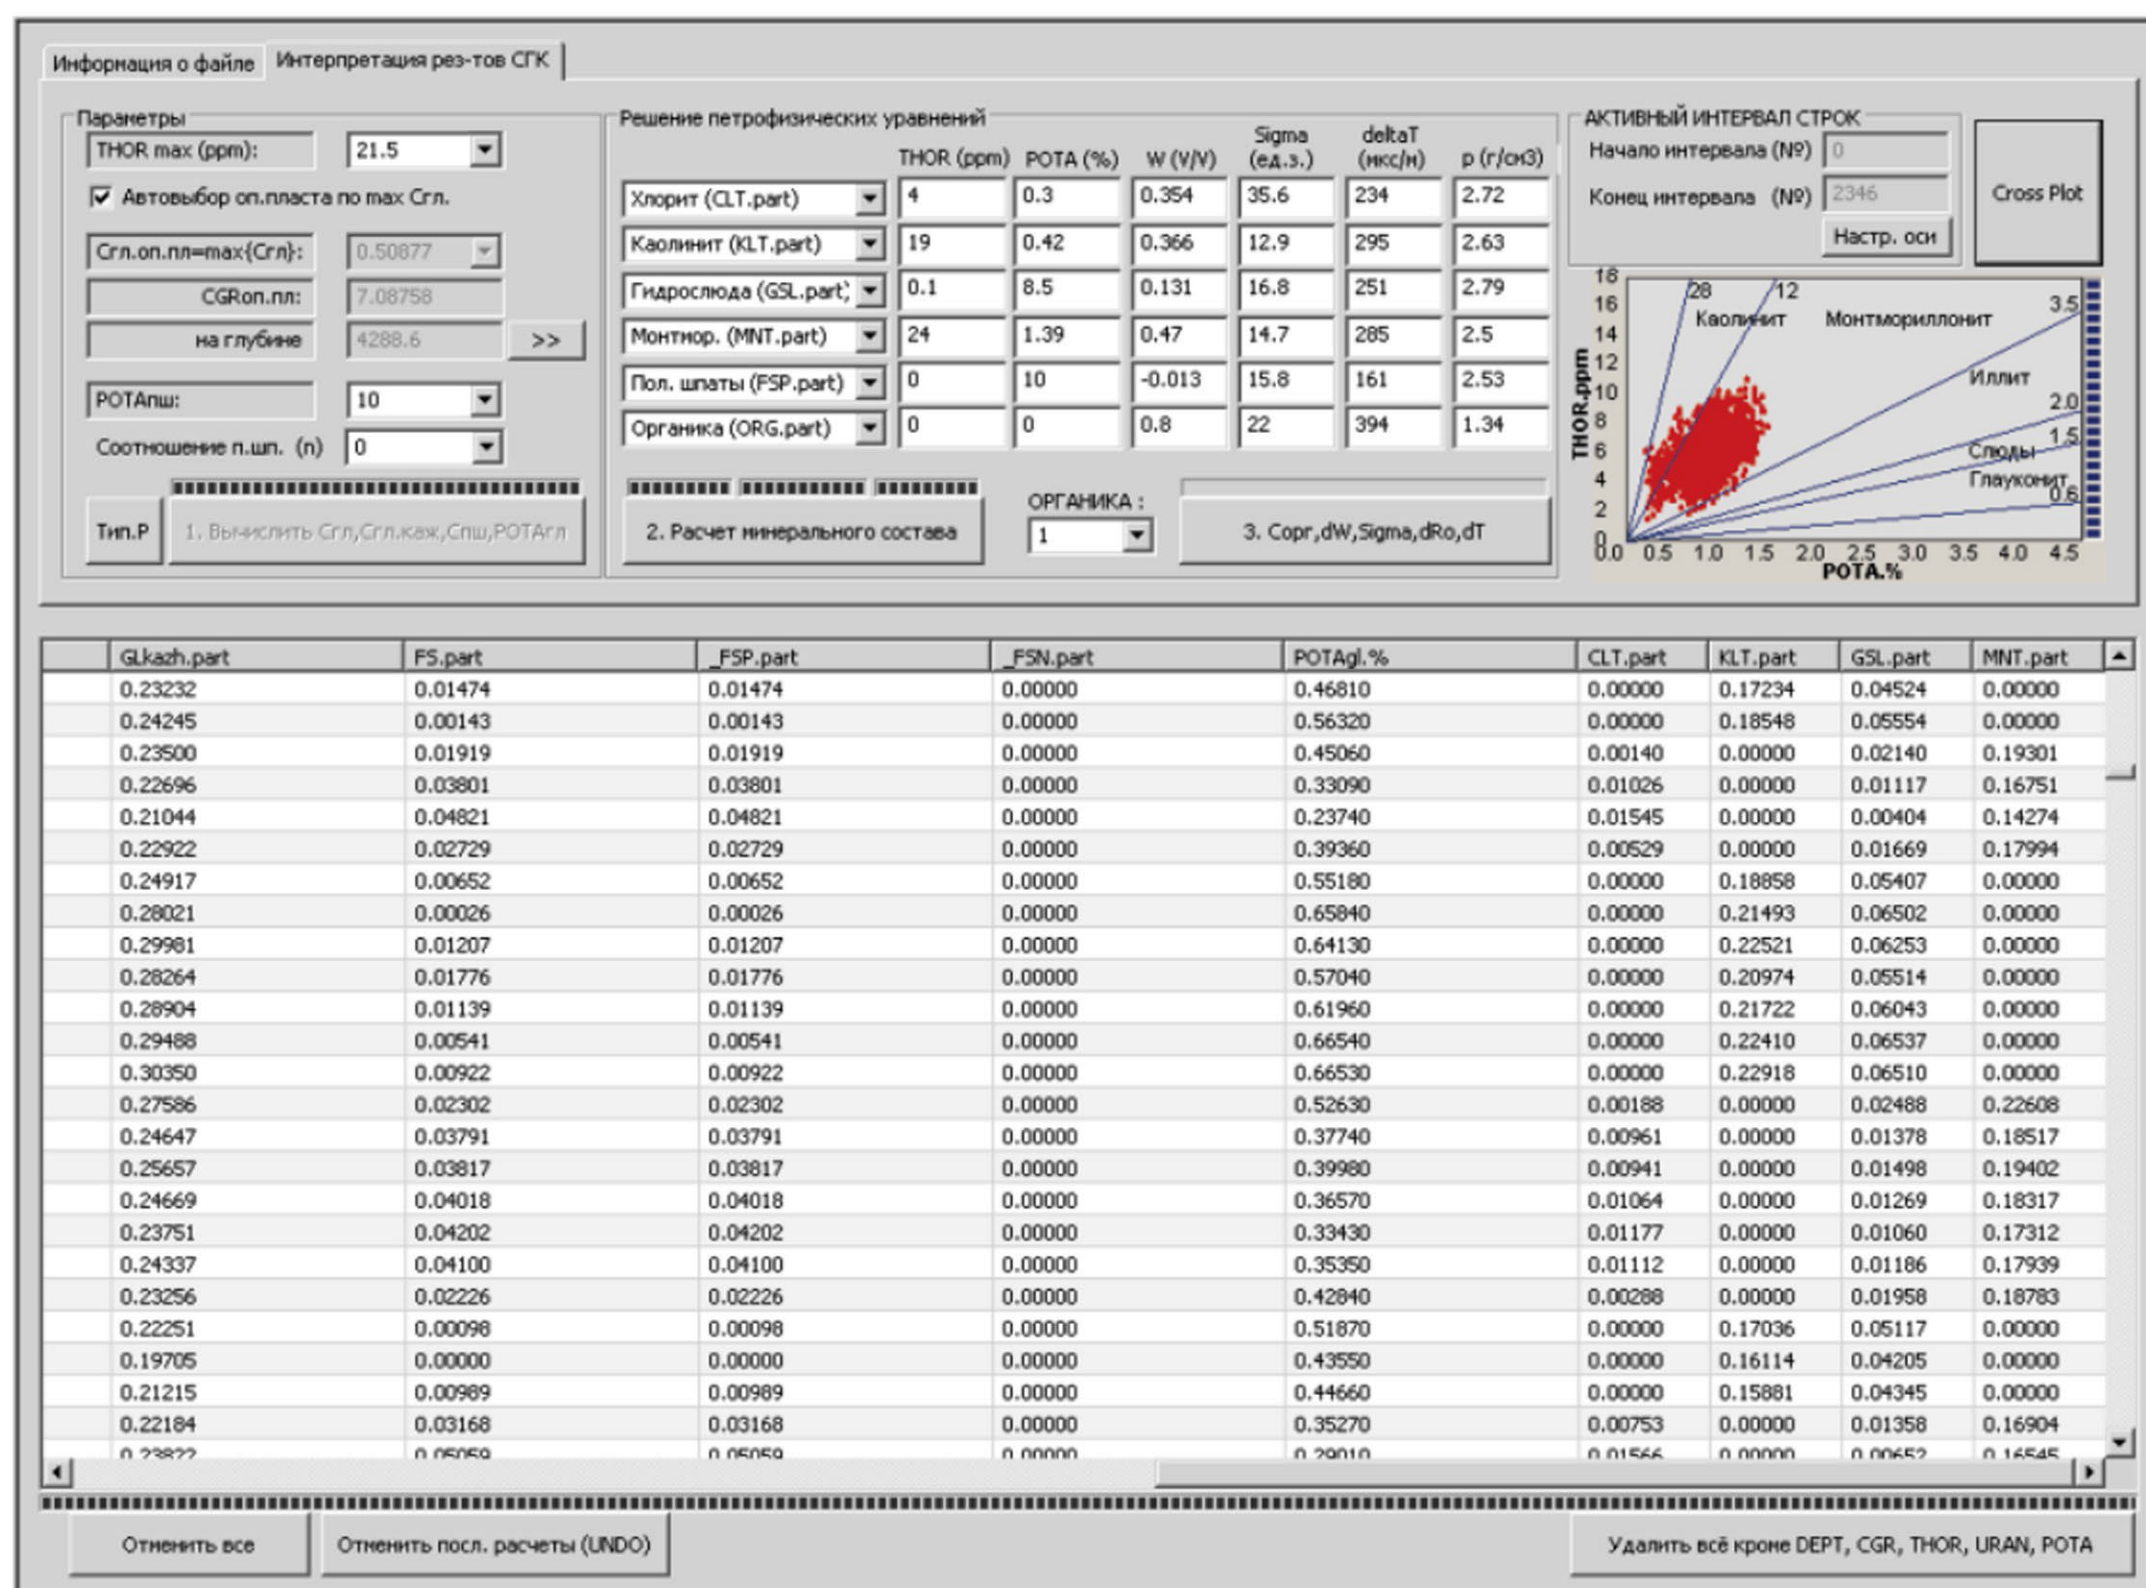 Информация о файле Интерпретация рез-тов СГК
Параметры
THOR max (ppm): 21.5
Автовыбор оп.пласта по max Сгл.
Сгл.оп.пл=max{Сгл}: 0.50877
CGRоп.пл: 7.08758
на глубине 4288.6 >>
POTAпш: 10
Соотношение п.шп. (n) 0
Тип.Р 1. Вычислить Сгл,Сгл.каж,Спш,POTAгл
Решение петрофизических уравнений
THOR (ppm) POTA (%) W (V/V) Sigma (ед.з.) deltaT (мкс/м) p (г/см3)
Хлорит (CLT.part) 4 0.3 0.354 35.6 234 2.72
Каолинит (KLT.part) 19 0.42 0.366 12.9 295 2.63
Гидрослюда (GSL.part) 0.1 8.5 0.131 16.8 251 2.79
Монтмор. (MNT.part) 24 1.39 0.47 14.7 285 2.5
Пол. шпаты (FSP.part) 0 10 -0.013 15.8 161 2.53
Органика (ORG.part) 0 0 0.8 22 394 1.34
2. Расчет минерального состава
ОРГАНИКА :
1
3. Сорг,dW,Sigma,dRo,dT
АКТИВНЫЙ ИНТЕРВАЛ СТРОК
Начало интервала (№) 0
Конец интервала (№) 2346
Настр. оси
Cross Plot
18
16
14
12
10
8
6
4
2
0
THOR.ppm
28 12
Каолинит Монтмориллонит 3.5
Иллит
2.0
1.5
Слюды
Глауконит
0.6
0.0 0.5 1.0 1.5 2.0 2.5 3.0 3.5 4.0 4.5
POTA.%
GLkazh.part FS.part _FSP.part _FSN.part POTAgl.% CLT.part KLT.part GSL.part MNT.part
0.23232 0.01474 0.01474 0.00000 0.46810 0.00000 0.17234 0.04524 0.00000
0.24245 0.00143 0.00143 0.00000 0.56320 0.00000 0.18548 0.05554 0.00000
0.23500 0.01919 0.01919 0.00000 0.45060 0.00140 0.00000 0.02140 0.19301
0.22696 0.03801 0.03801 0.00000 0.33090 0.01026 0.00000 0.01117 0.16751
0.21044 0.04821 0.04821 0.00000 0.23740 0.01545 0.00000 0.00404 0.14274
0.22922 0.02729 0.02729 0.00000 0.39360 0.00529 0.00000 0.01669 0.17994
0.24917 0.00652 0.00652 0.00000 0.55180 0.00000 0.18858 0.05407 0.00000
0.28021 0.00026 0.00026 0.00000 0.65840 0.00000 0.21493 0.06502 0.00000
0.29981 0.01207 0.01207 0.00000 0.64130 0.00000 0.22521 0.06253 0.00000
0.28264 0.01776 0.01776 0.00000 0.57040 0.00000 0.20974 0.05514 0.00000
0.28904 0.01139 0.01139 0.00000 0.61960 0.00000 0.21722 0.06043 0.00000
0.29488 0.00541 0.00541 0.00000 0.66540 0.00000 0.22410 0.06537 0.00000
0.30350 0.00922 0.00922 0.00000 0.66530 0.00000 0.22918 0.06510 0.00000
0.27586 0.02302 0.02302 0.00000 0.52630 0.00188 0.00000 0.02488 0.22608
0.24647 0.03791 0.03791 0.00000 0.37740 0.00961 0.00000 0.01378 0.18517
0.25657 0.03817 0.03817 0.00000 0.39980 0.00941 0.00000 0.01498 0.19402
0.24669 0.04018 0.04018 0.00000 0.36570 0.01064 0.00000 0.01269 0.18317
0.23751 0.04202 0.04202 0.00000 0.33430 0.01177 0.00000 0.01060 0.17312
0.24337 0.04100 0.04100 0.00000 0.35350 0.01112 0.00000 0.01186 0.17939
0.23256 0.02226 0.02226 0.00000 0.42840 0.00288 0.00000 0.01958 0.18783
0.22251 0.00098 0.00098 0.00000 0.51870 0.00000 0.17036 0.05117 0.00000
0.19705 0.00000 0.00000 0.00000 0.43550 0.00000 0.16114 0.04205 0.00000
0.21215 0.00989 0.00989 0.00000 0.44660 0.00000 0.15881 0.04345 0.00000
0.22184 0.03168 0.03168 0.00000 0.35270 0.00753 0.00000 0.01358 0.16904
0.23822 0.05059 0.05059 0.00000 0.29010 0.01566 0.00000 0.00652 0.16545
Отменить все Отменить посл. расчеты (UNDO) Удалить всё кроме DEPT, CGR, THOR, URAN, POTA